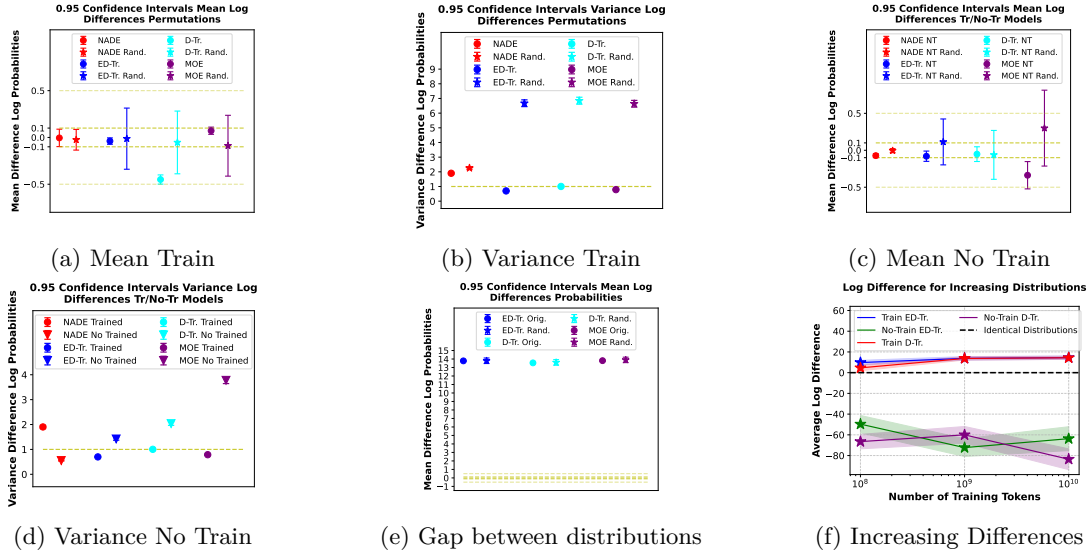 0.95 Confidence Intervals Mean Log
Differences Permutations
Mean Difference Log Probabilities
NADE
NADE Rand.
ED-Tr.
ED-Tr. Rand.
D-Tr.
D-Tr. Rand.
MOE
MOE Rand.
0.5
0.1
0.0
−0.1
−0.5
(a) Mean Train
0.95 Confidence Intervals Variance Log
Differences Permutations
Variance Difference Log Probabilities
NADE
NADE Rand.
ED-Tr.
ED-Tr. Rand.
D-Tr.
D-Tr. Rand.
MOE
MOE Rand.
9
8
7
6
5
4
3
2
1
0
(b) Variance Train
0.95 Confidence Intervals Mean Log
Differences Tr/No-Tr Models
Mean Difference Log Probabilities
NADE NT
NADE NT Rand.
ED-Tr. NT
ED-Tr. NT Rand.
D-Tr. NT
D-Tr. NT Rand.
MOE NT
MOE NT Rand.
0.5
0.1
0.0
−0.1
−0.5
(c) Mean No Train
0.95 Confidence Intervals Variance Log
Differences Tr/No-Tr Models
Variance Difference Log Probabilities
NADE Trained
NADE No Trained
ED-Tr. Trained
ED-Tr. No Trained
D-Tr. Trained
D-Tr. No Trained
MOE Trained
MOE No Trained
4
3
2
1
0
(d) Variance No Train
0.95 Confidence Intervals Mean Log
Differences Probabilities
Mean Difference Log Probabilities
ED-Tr. Orig.
ED-Tr. Rand.
D-Tr. Orig.
D-Tr. Rand.
MOE Orig.
MOE Rand.
15
14
13
12
11
10
9
8
7
6
5
4
3
2
1
0
−1
(e) Gap between distributions
Log Difference for Increasing Distributions
Average Log Difference
Train ED-Tr.
No-Train ED-Tr.
Train D-Tr.
No-Train D-Tr.
Identical Distributions
60
40
20
0
−20
−40
−60
−80
10⁸
10⁹
10¹⁰
Number of Training Tokens
(f) Increasing Differences